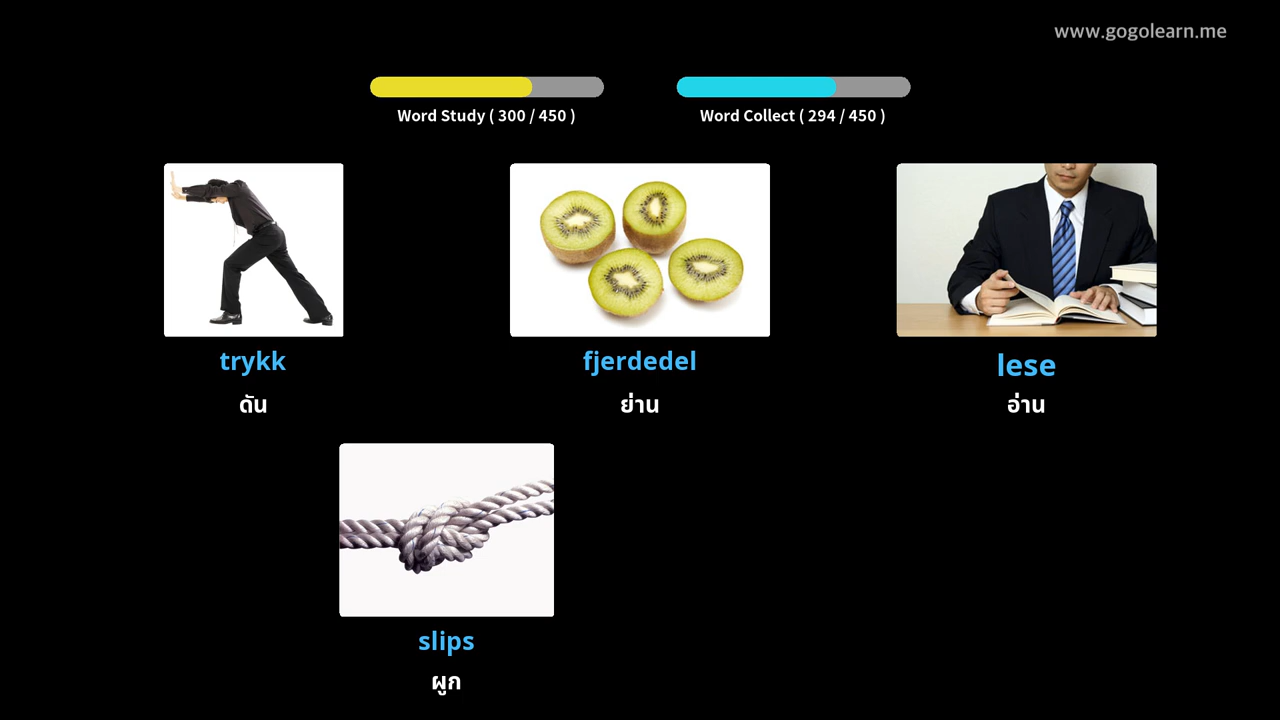 www.gogolearn.me
Word Study ( 300 / 450 )
Word Collect ( 294 / 450 )
trykk
ดัน
fjerdedel
ย่าน
lese
อ่าน
slips
ผูก